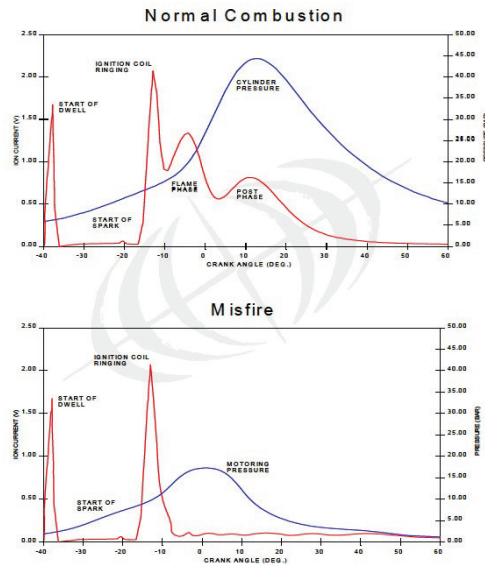 Normal Combustion
2.50
2.00
1.50
1.00
0.50
0.00
ION CURRENT (V)
IGNITION COIL
RINGING
START OF
DWELL
CYLINDER
PRESSURE
FLAME
PHASE
POST
PHASE
START OF
SPARK
50.00
45.00
40.00
35.00
30.00
25.00
20.00
15.00
10.00
5.00
0.00
PRESSURE (BAR)
-40 -30 -20 -10 0 10 20 30 40 50 60
CRANK ANGLE (DEG.)
Misfire
2.50
2.00
1.50
1.00
0.50
0.00
ION CURRENT (V)
IGNITION COIL
RINGING
START OF
DWELL
MOTORING
PRESSURE
START OF
SPARK
50.00
45.00
40.00
35.00
30.00
25.00
20.00
15.00
10.00
5.00
0.00
PRESSURE (BAR)
-40 -30 -20 -10 0 10 20 30 40 50 60
CRANK ANGLE (DEG.)